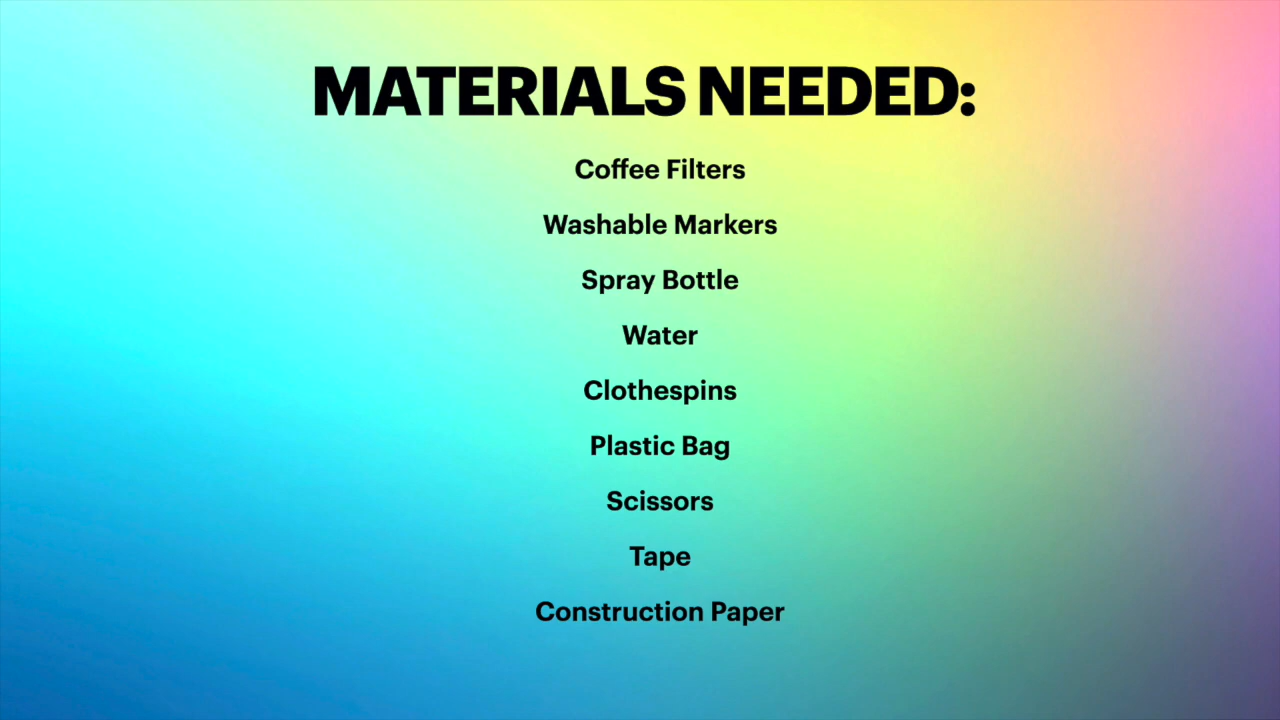 MATERIALS NEEDED:
Coffee Filters
Washable Markers
Spray Bottle
Water
Clothespins
Plastic Bag
Scissors
Tape
Construction Paper